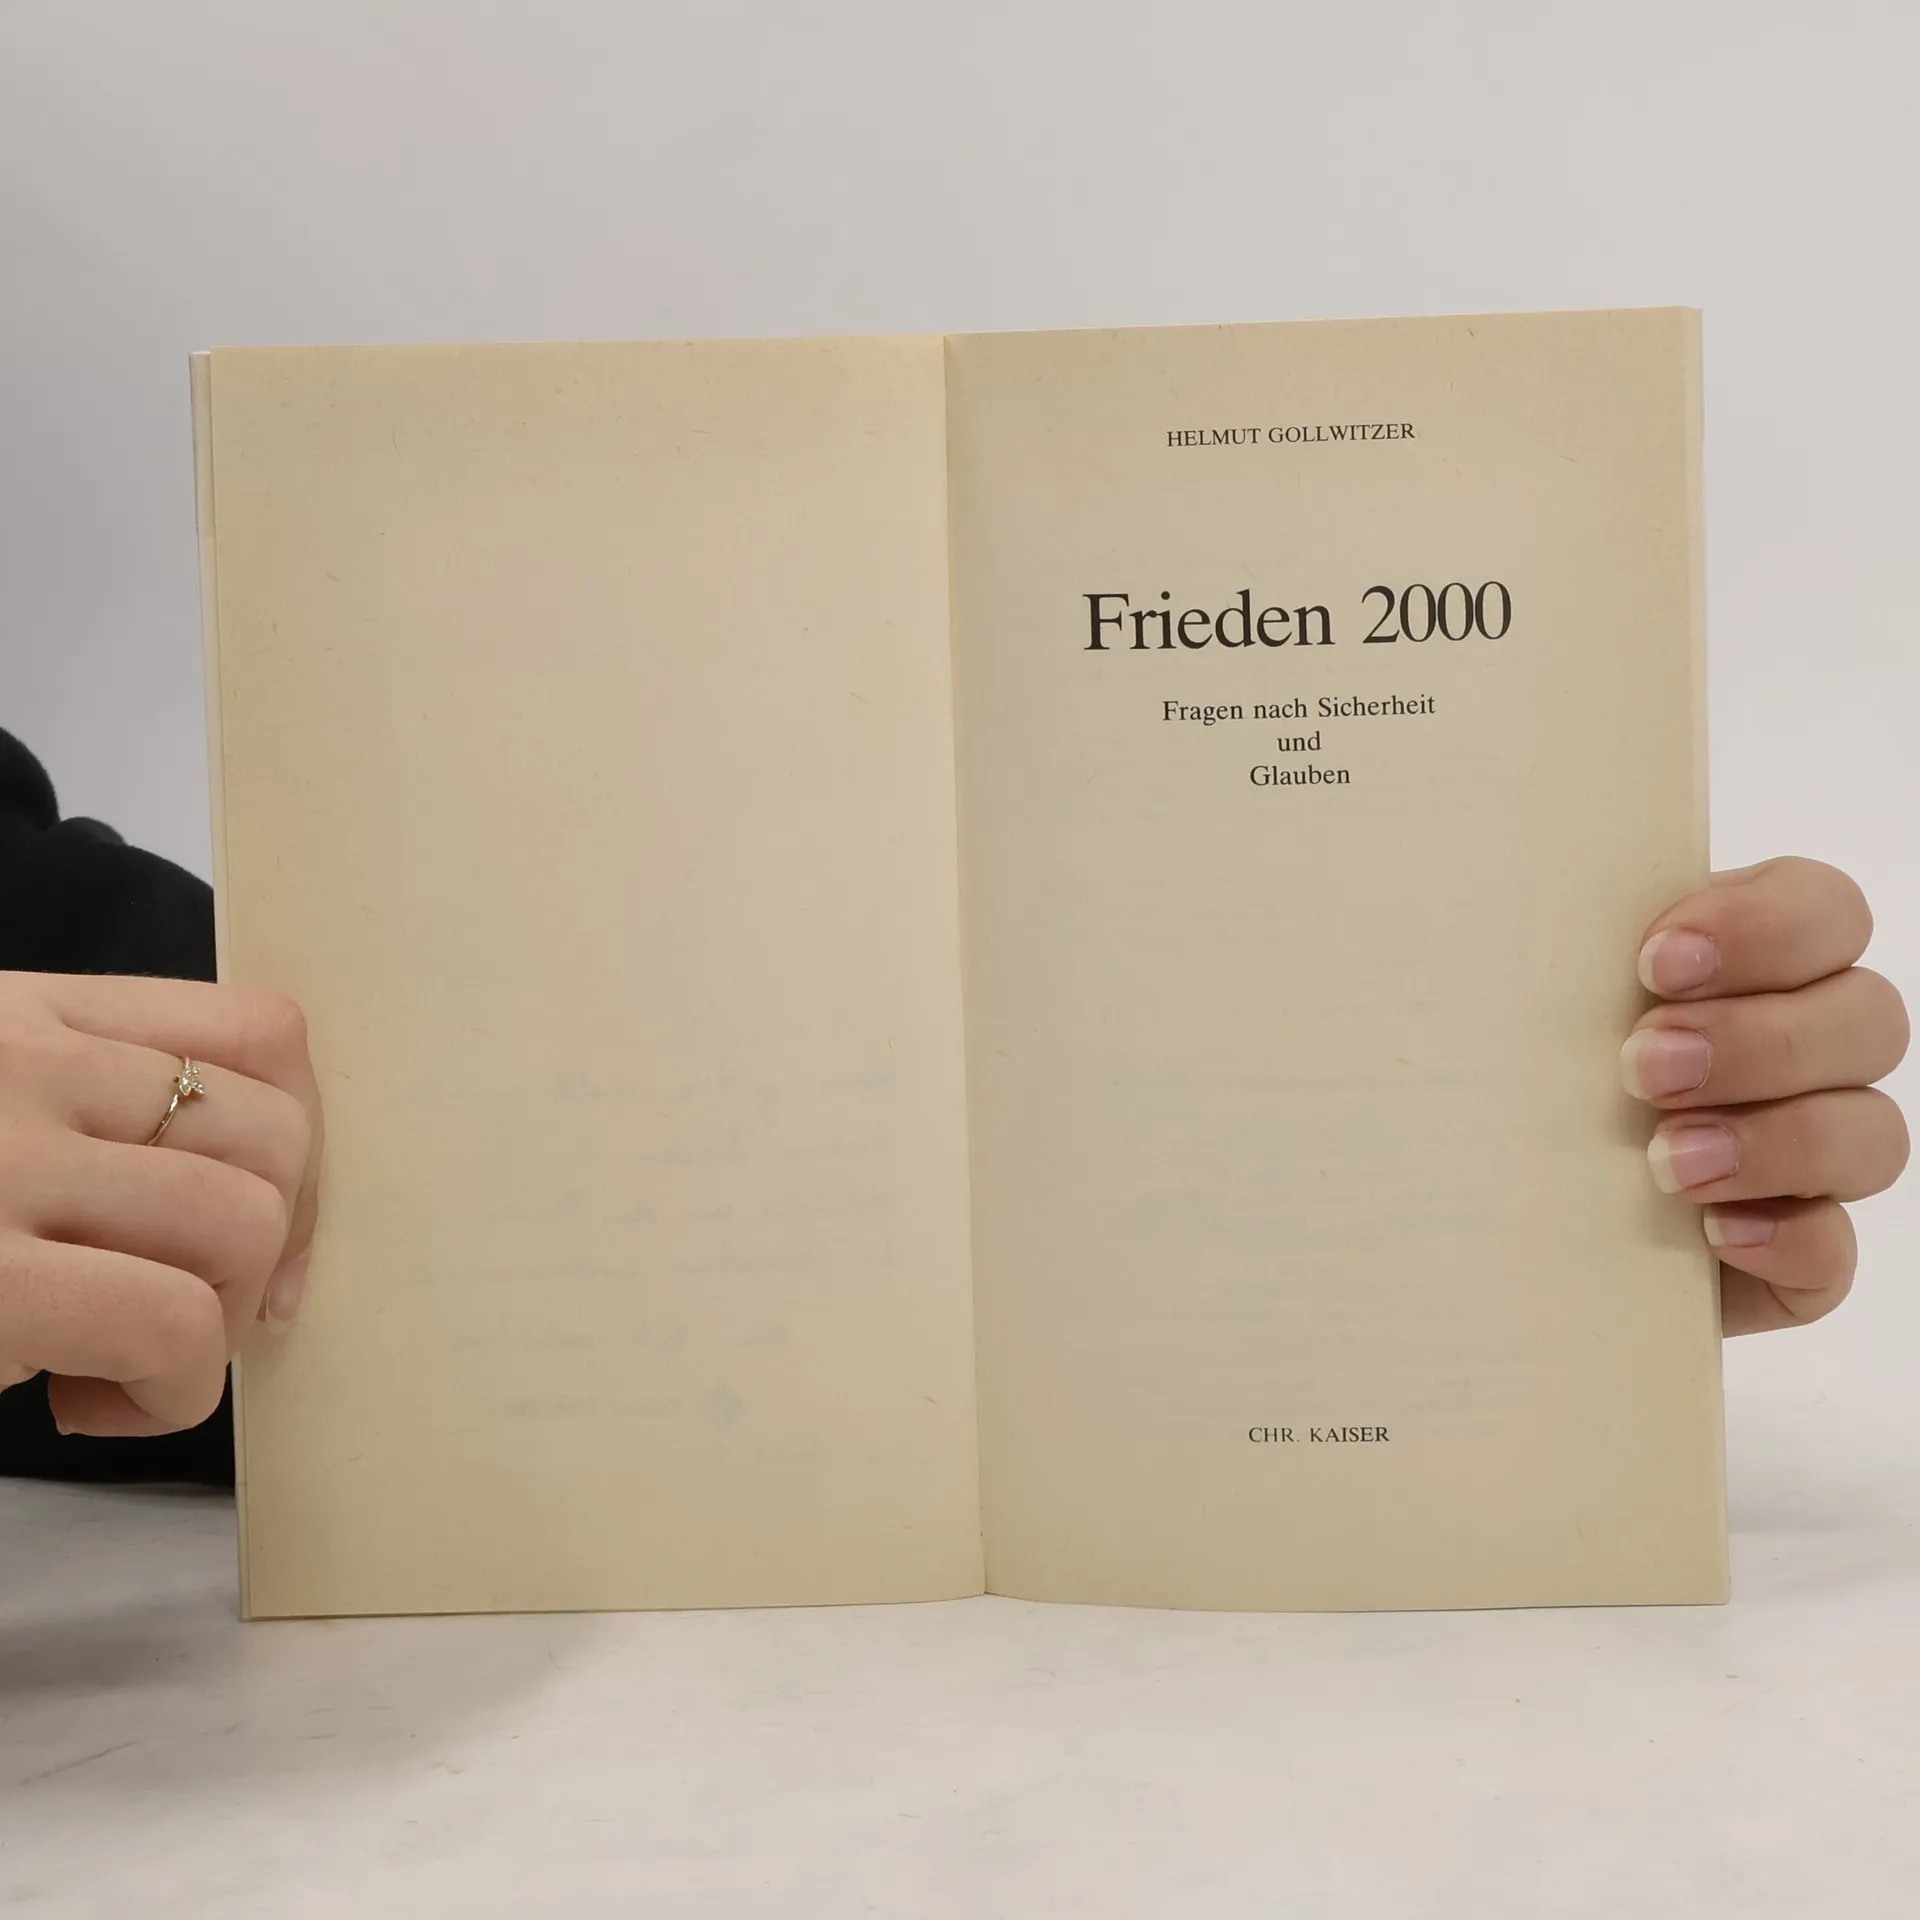 HELMUT GOLLWITZER
Frieden 2000
Fragen nach Sicherheit
und
Glauben
CHR. KAISER